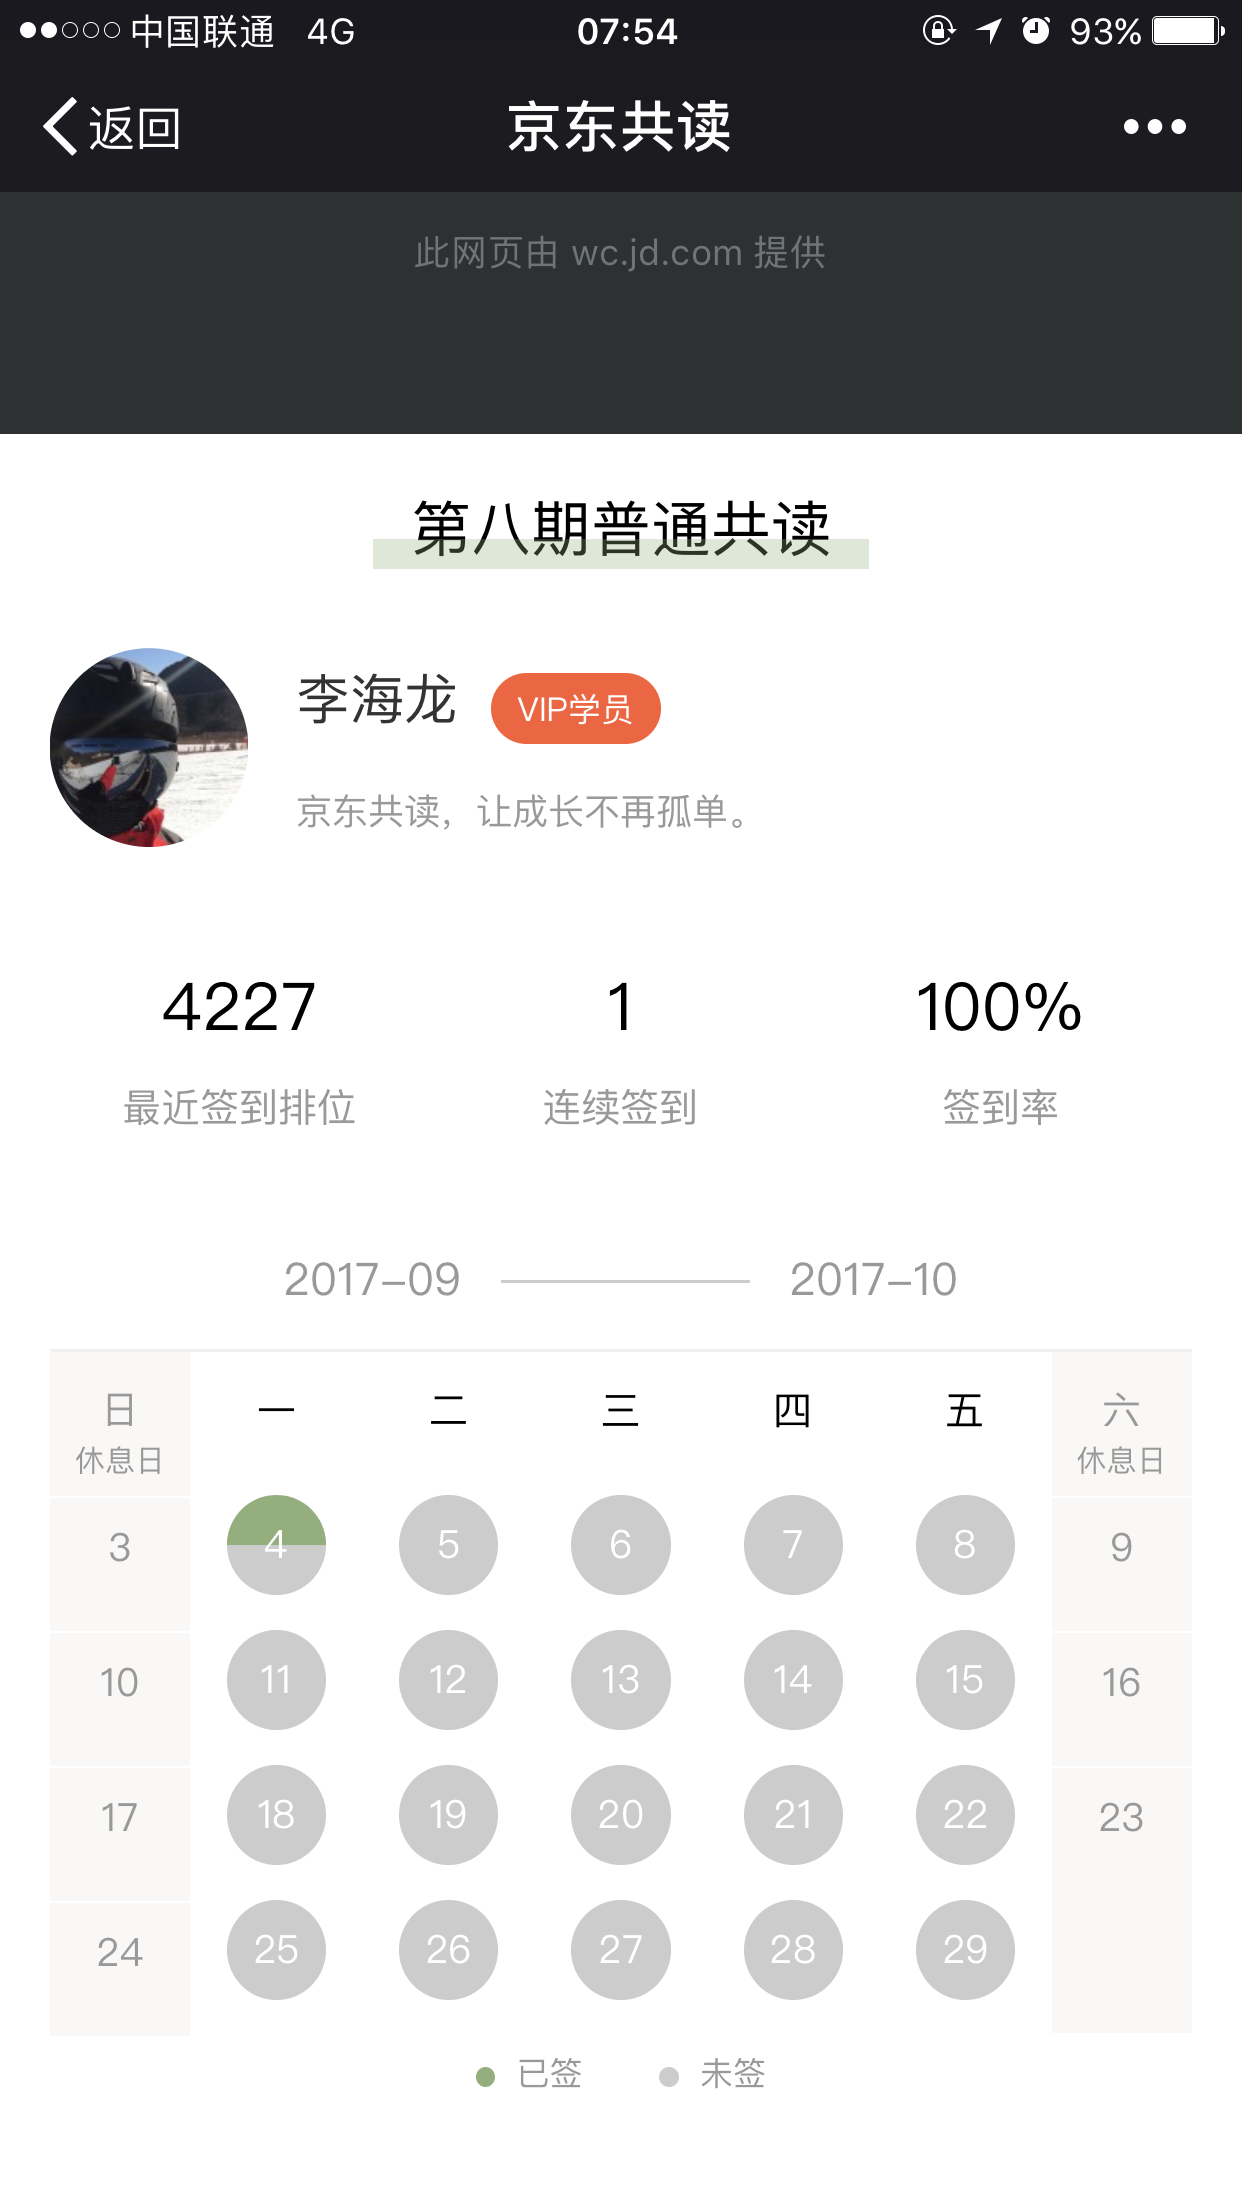 中国联通 4G 07:54 93%
返回 京东共读
此网页由 wc.jd.com 提供
第八期普通共读
李海龙 VIP学员
京东共读，让成长不再孤单。
4227 1 100%
最近签到排位 连续签到 签到率
2017-09 2017-10
日 一 二 三 四 五 六
休息日 休息日
3 4 5 6 7 8 9
10 11 12 13 14 15 16
17 18 19 20 21 22 23
24 25 26 27 28 29
已签 未签